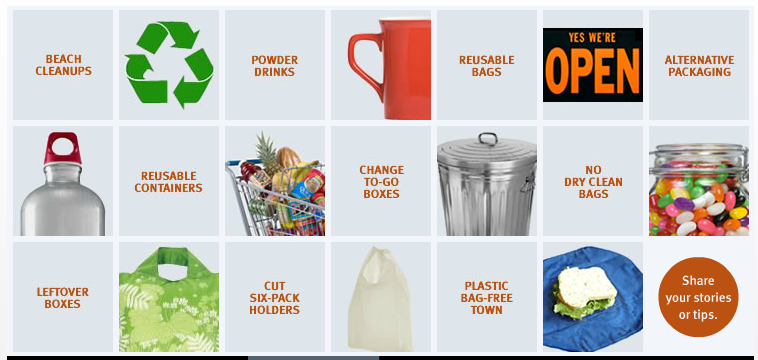 BEACH
CLEANUPS
POWDER
DRINKS
REUSABLE
BAGS
YES WE'RE
OPEN
ALTERNATIVE
PACKAGING
REUSABLE
CONTAINERS
CHANGE
TO-GO
BOXES
NO
DRY CLEAN
BAGS
LEFTOVER
BOXES
CUT
SIX-PACK
HOLDERS
PLASTIC
BAG-FREE
TOWN
Share
your stories
or tips.